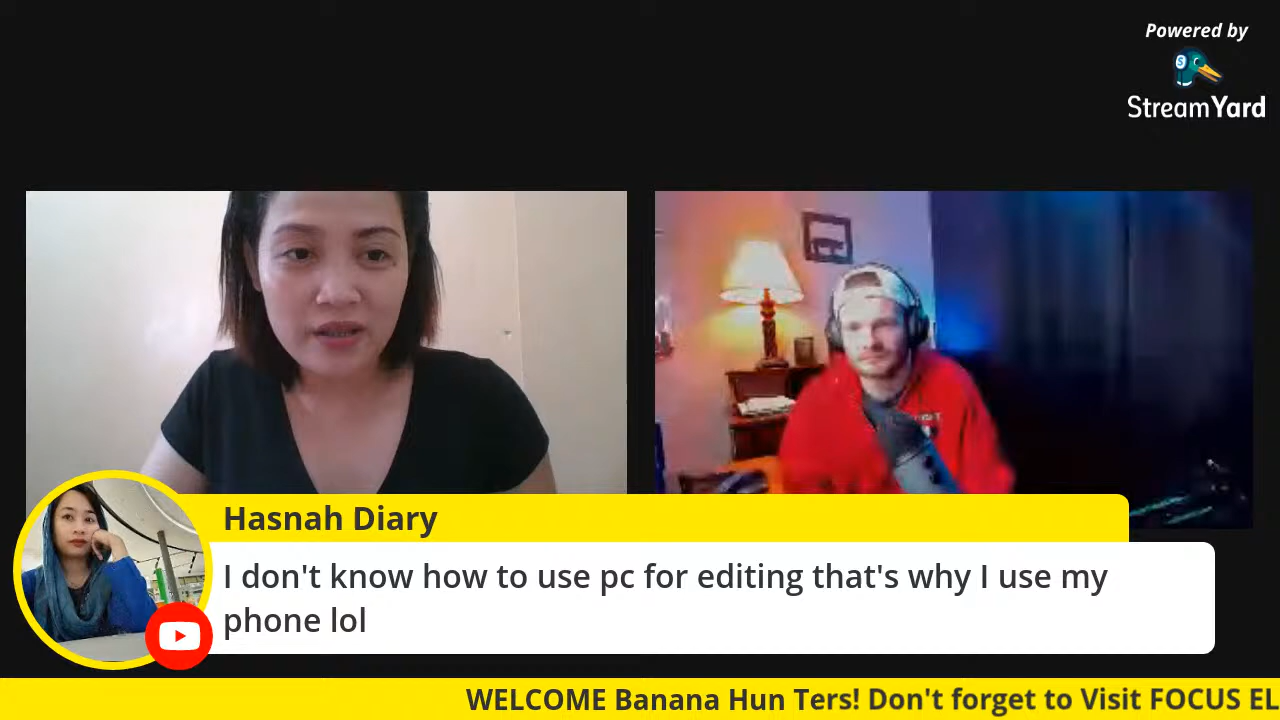 Powered by
StreamYard
Hasnah Diary
I don't know how to use pc for editing that's why I use my
phone lol
WELCOME Banana Hun Ters! Don't forget to Visit FOCUS EL